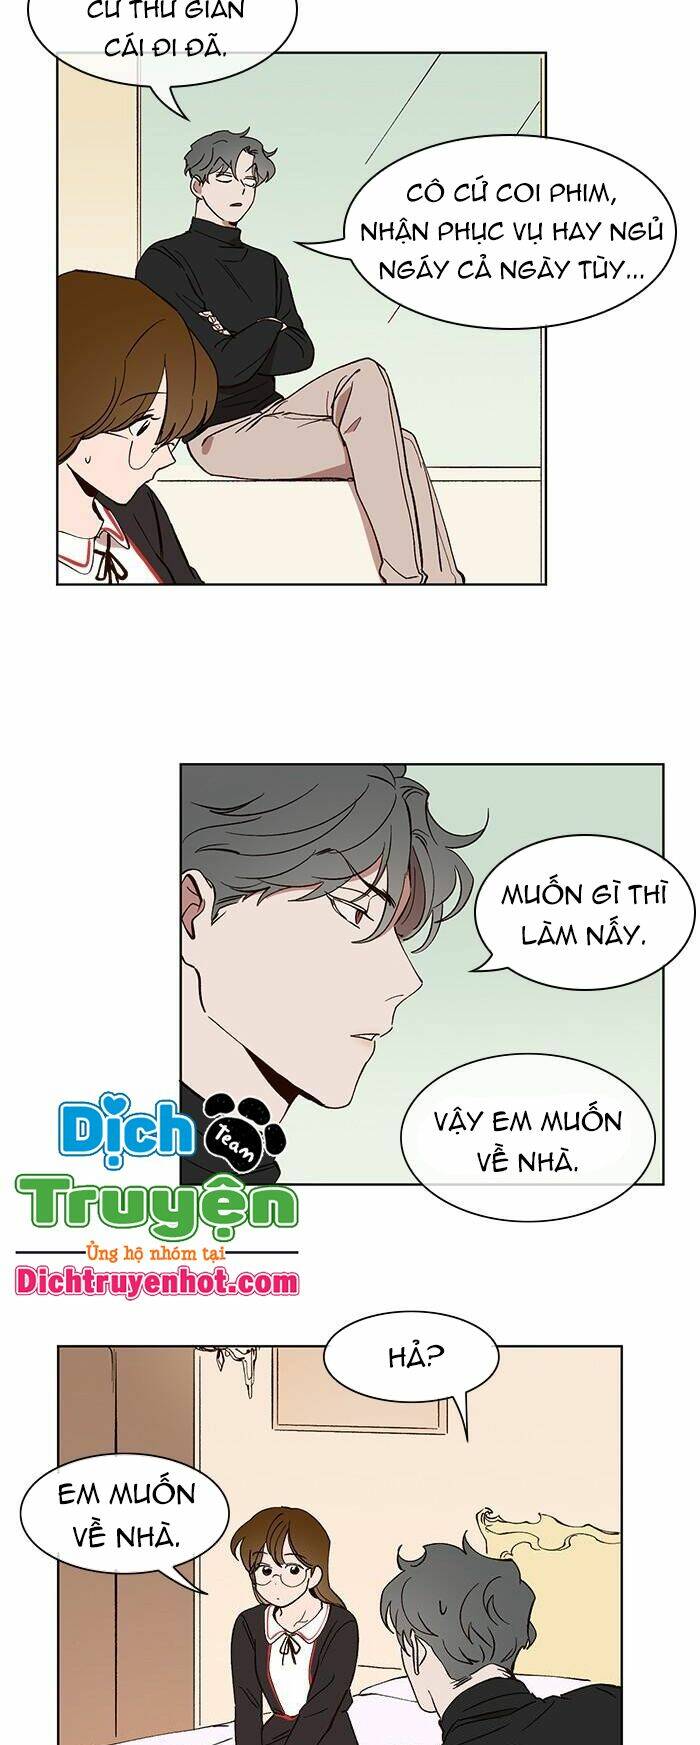 CỨ THƯ GIÃN
CÁI ĐI ĐÃ.
CÔ CỨ COI PHIM,
NHẬN PHỤC VỤ HAY NGỦ
NGÁY CẢ NGÀY TÙY...
MUỐN GÌ THÌ
LÀM NẤY.
VẬY EM MUỐN
VỀ NHÀ.
Dịch
Team
Truyện
Ủng hộ nhóm tại
Dichtruyenhot.com
HẢ?
EM MUỐN
VỀ NHÀ.